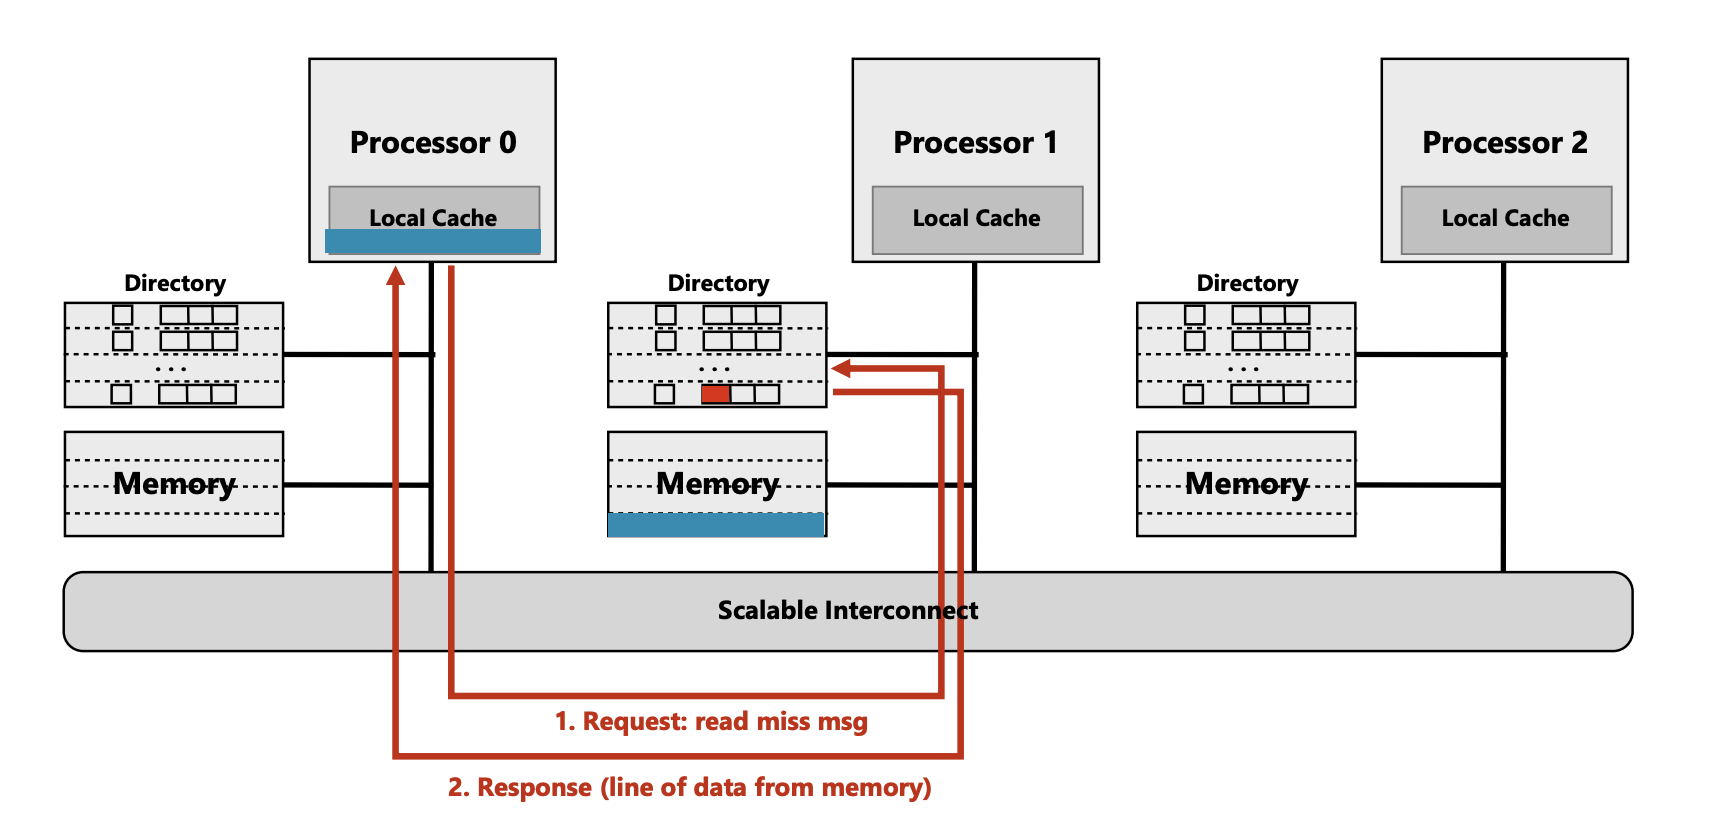 Processor 0
Processor 1
Processor 2
Local Cache
Local Cache
Local Cache
Directory
Directory
Directory
. . .
. . .
. . .
Memory
Memory
Memory
Scalable Interconnect
1. Request: read miss msg
2. Response (line of data from memory)